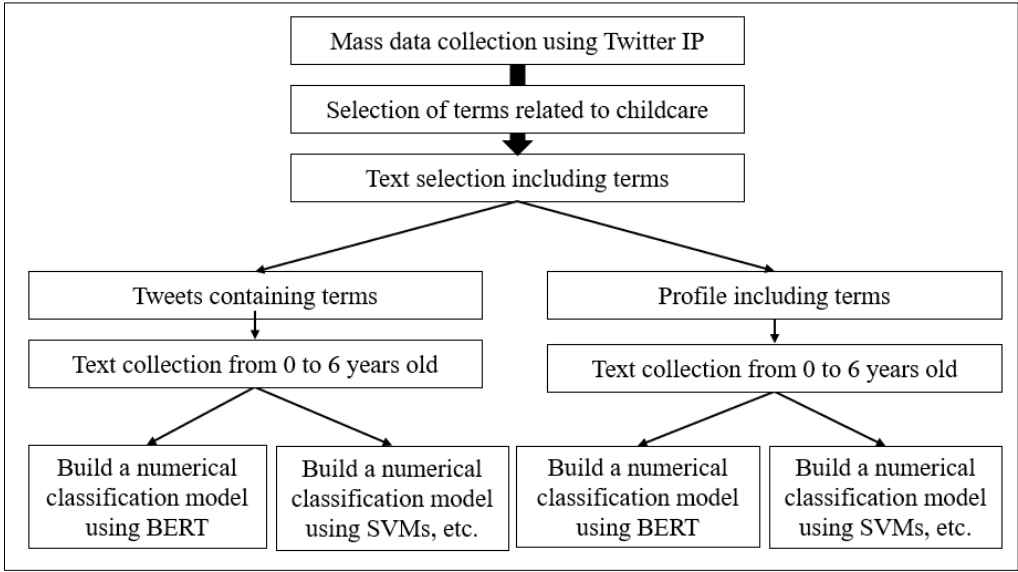 Mass data collection using Twitter IP
Selection of terms related to childcare
Text selection including terms
Tweets containing terms
Profile including terms
Text collection from 0 to 6 years old
Text collection from 0 to 6 years old
Build a numerical
classification model
using BERT
Build a numerical
classification model
using SVMs, etc.
Build a numerical
classification model
using BERT
Build a numerical
classification model
using SVMs, etc.